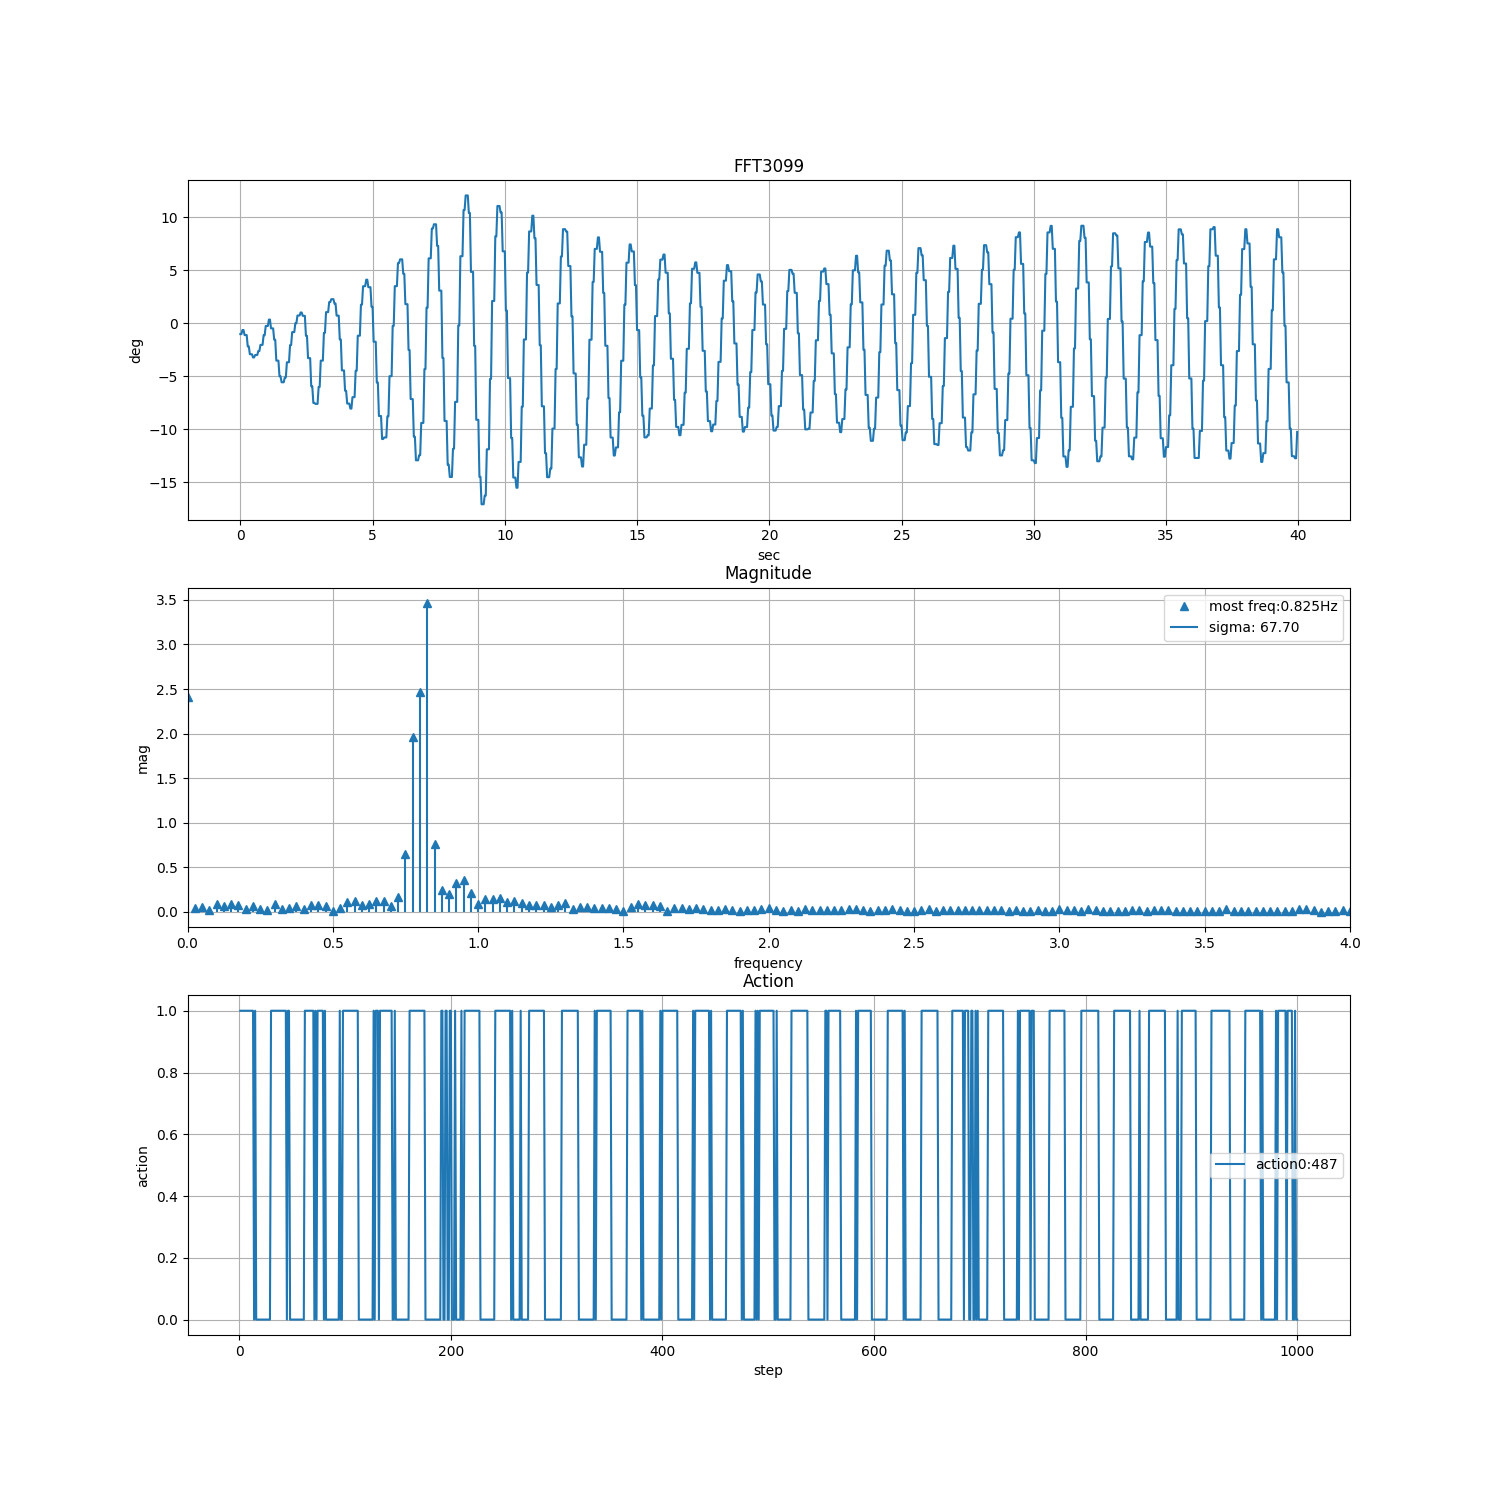 FFT3099
10
5
0
−5
−10
−15
deg
0 5 10 15 20 25 30 35 40
sec
Magnitude
3.5
3.0
2.5
2.0
1.5
1.0
0.5
0.0
mag
most freq:0.825Hz
sigma: 67.70
0.0 0.5 1.0 1.5 2.0 2.5 3.0 3.5 4.0
frequency
Action
1.0
0.8
0.6
0.4
0.2
0.0
action
action0:487
0 200 400 600 800 1000
step